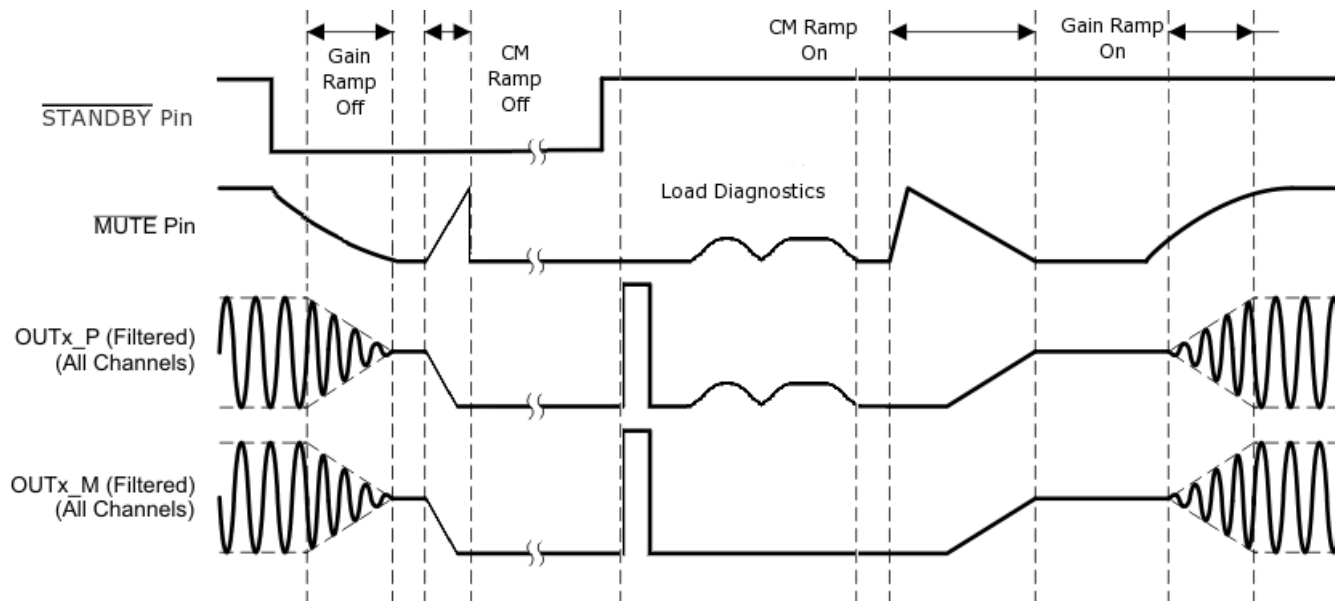 Gain
Ramp
Off
CM
Ramp
Off
CM Ramp
On
Gain Ramp
On
STANDBY Pin
MUTE Pin
Load Diagnostics
OUTx_P (Filtered)
(All Channels)
OUTx_M (Filtered)
(All Channels)